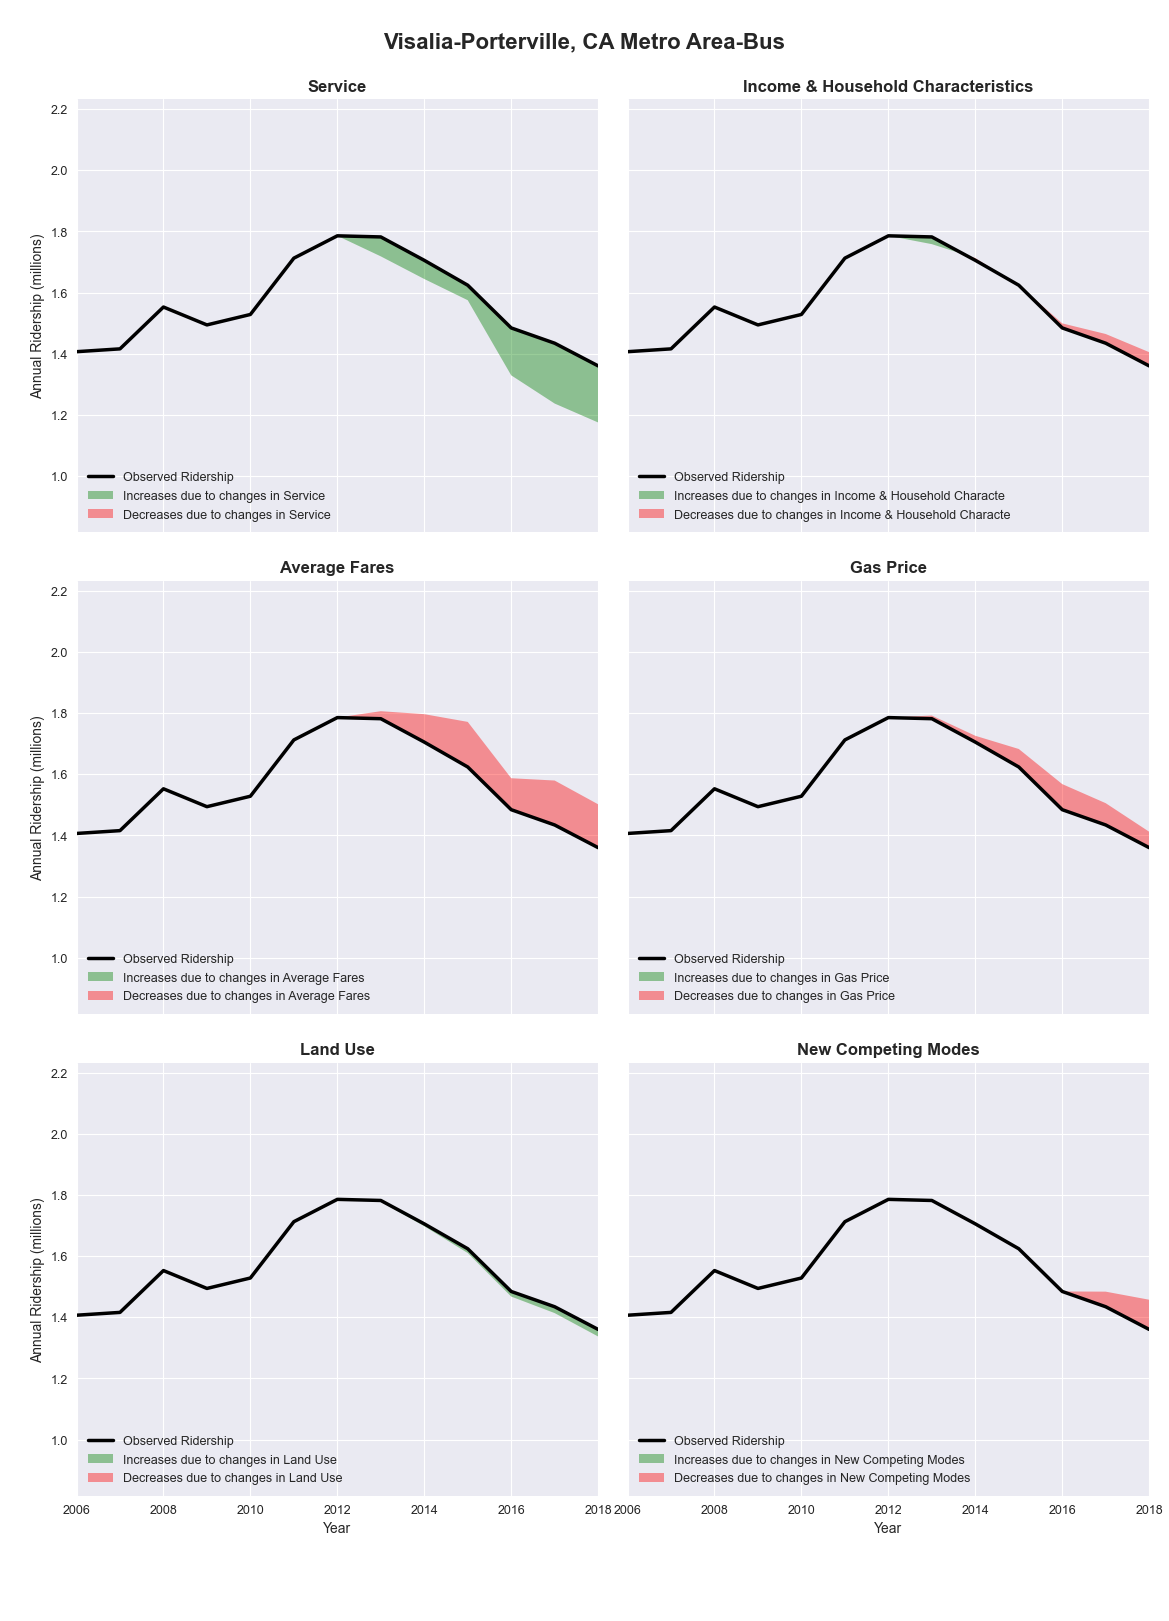 Visalia-Porterville, CA Metro Area-Bus
Service
Income & Household Characteristics
2.2
2.0
1.8
1.6
1.4
1.2
1.0
Annual Ridership (millions)
Observed Ridership
Increases due to changes in Service
Decreases due to changes in Service
Observed Ridership
Increases due to changes in Income & Household Characte
Decreases due to changes in Income & Household Characte
Average Fares
Gas Price
2.2
2.0
1.8
1.6
1.4
1.2
1.0
Annual Ridership (millions)
Observed Ridership
Increases due to changes in Average Fares
Decreases due to changes in Average Fares
Observed Ridership
Increases due to changes in Gas Price
Decreases due to changes in Gas Price
Land Use
New Competing Modes
2.2
2.0
1.8
1.6
1.4
1.2
1.0
Annual Ridership (millions)
Observed Ridership
Increases due to changes in Land Use
Decreases due to changes in Land Use
Observed Ridership
Increases due to changes in New Competing Modes
Decreases due to changes in New Competing Modes
2006 2008 2010 2012 2014 2016 2018
2006 2008 2010 2012 2014 2016 2018
Year
Year